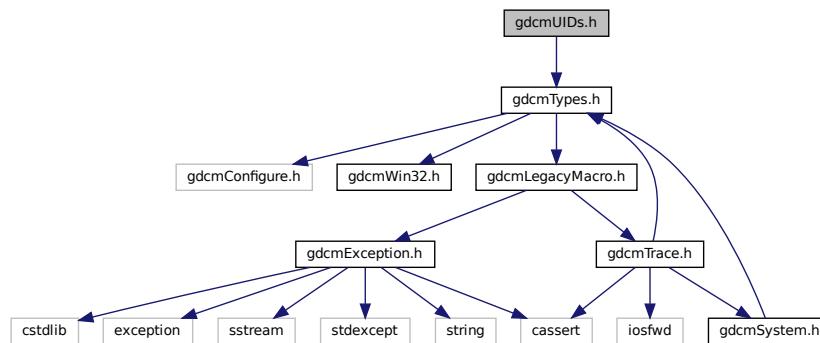 gdcmUIDs.h
gdcmTypes.h
gdcmConfigure.h
gdcmWin32.h
gdcmLegacyMacro.h
gdcmException.h
gdcmTrace.h
cstdlib
exception
sstream
stdexcept
string
cassert
iosfwd
gdcmSystem.h